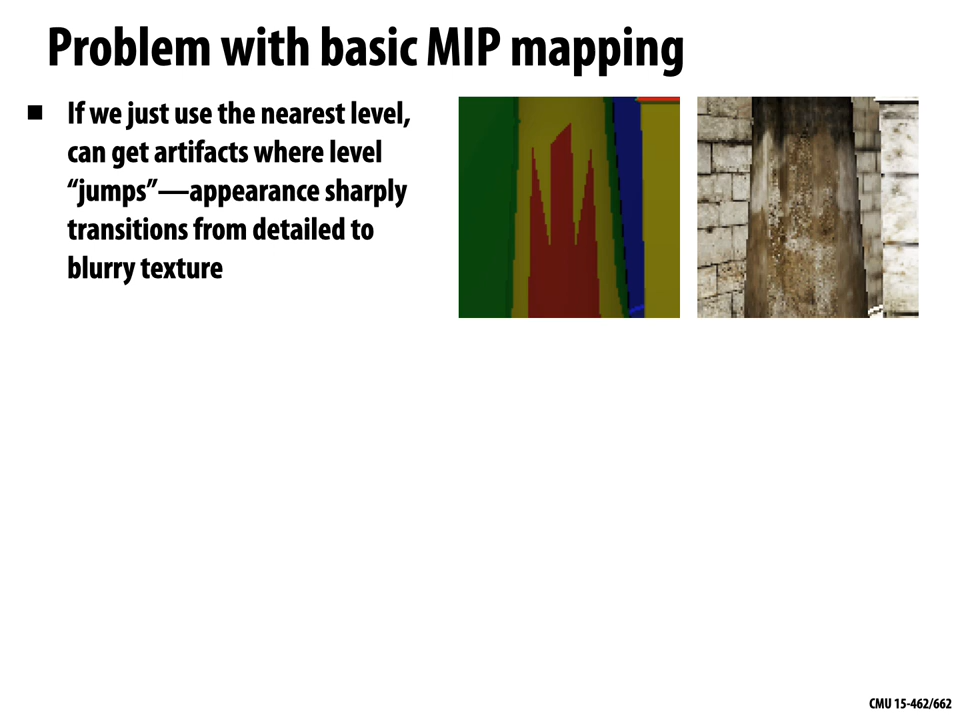 Problem with basic MIP mapping
If we just use the nearest level,
can get artifacts where level
“jumps”—appearance sharply
transitions from detailed to
blurry texture
CMU 15-462/662